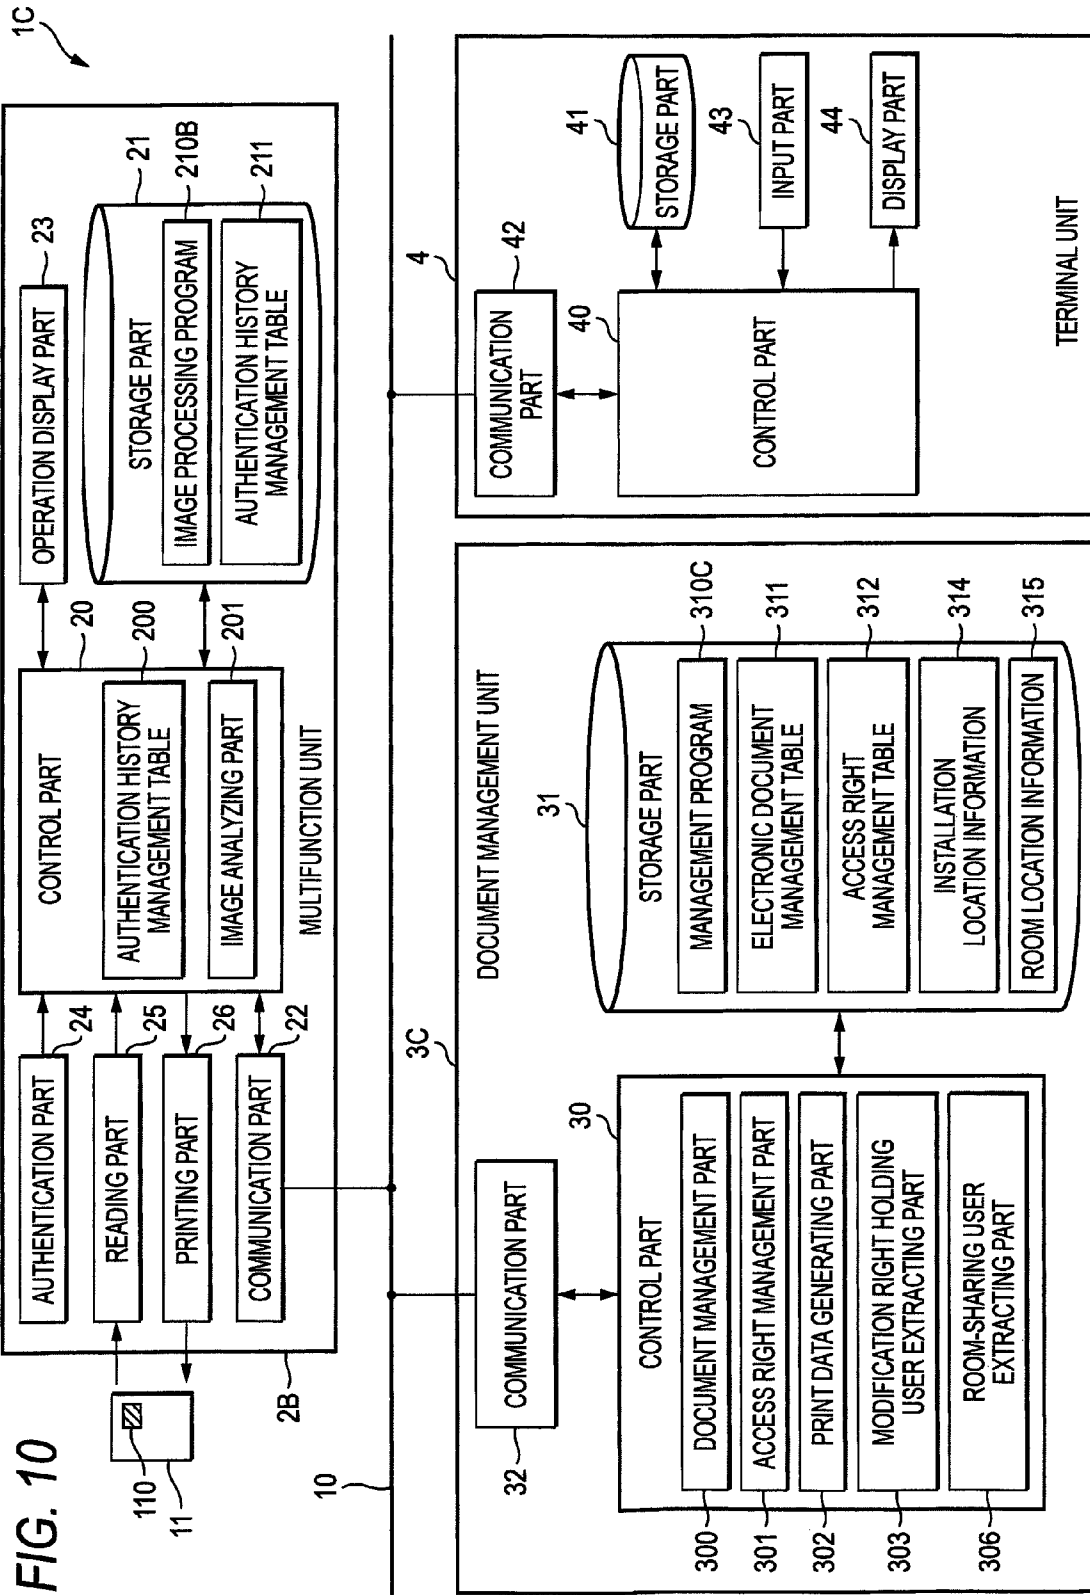 FIG. 10
1C
110
11
2B
MULTIFUNCTION UNIT
AUTHENTICATION PART
24
READING PART
25
PRINTING PART
26
COMMUNICATION PART
22
20
CONTROL PART
AUTHENTICATION HISTORY
MANAGEMENT TABLE
200
IMAGE ANALYZING PART
201
OPERATION DISPLAY PART
23
21
STORAGE PART
IMAGE PROCESSING PROGRAM
210B
AUTHENTICATION HISTORY
MANAGEMENT TABLE
211
10
3C
DOCUMENT MANAGEMENT UNIT
COMMUNICATION PART
32
30
CONTROL PART
300
DOCUMENT MANAGEMENT PART
301
ACCESS RIGHT MANAGEMENT PART
302
PRINT DATA GENERATING PART
303
MODIFICATION RIGHT HOLDING
USER EXTRACTING PART
306
ROOM-SHARING USER
EXTRACTING PART
31
STORAGE PART
MANAGEMENT PROGRAM
310C
ELECTRONIC DOCUMENT
MANAGEMENT TABLE
311
ACCESS RIGHT
MANAGEMENT TABLE
312
INSTALLATION
LOCATION INFORMATION
314
ROOM LOCATION INFORMATION
315
4
COMMUNICATION
PART
42
40
CONTROL PART
41
STORAGE PART
43
INPUT PART
44
DISPLAY PART
TERMINAL UNIT